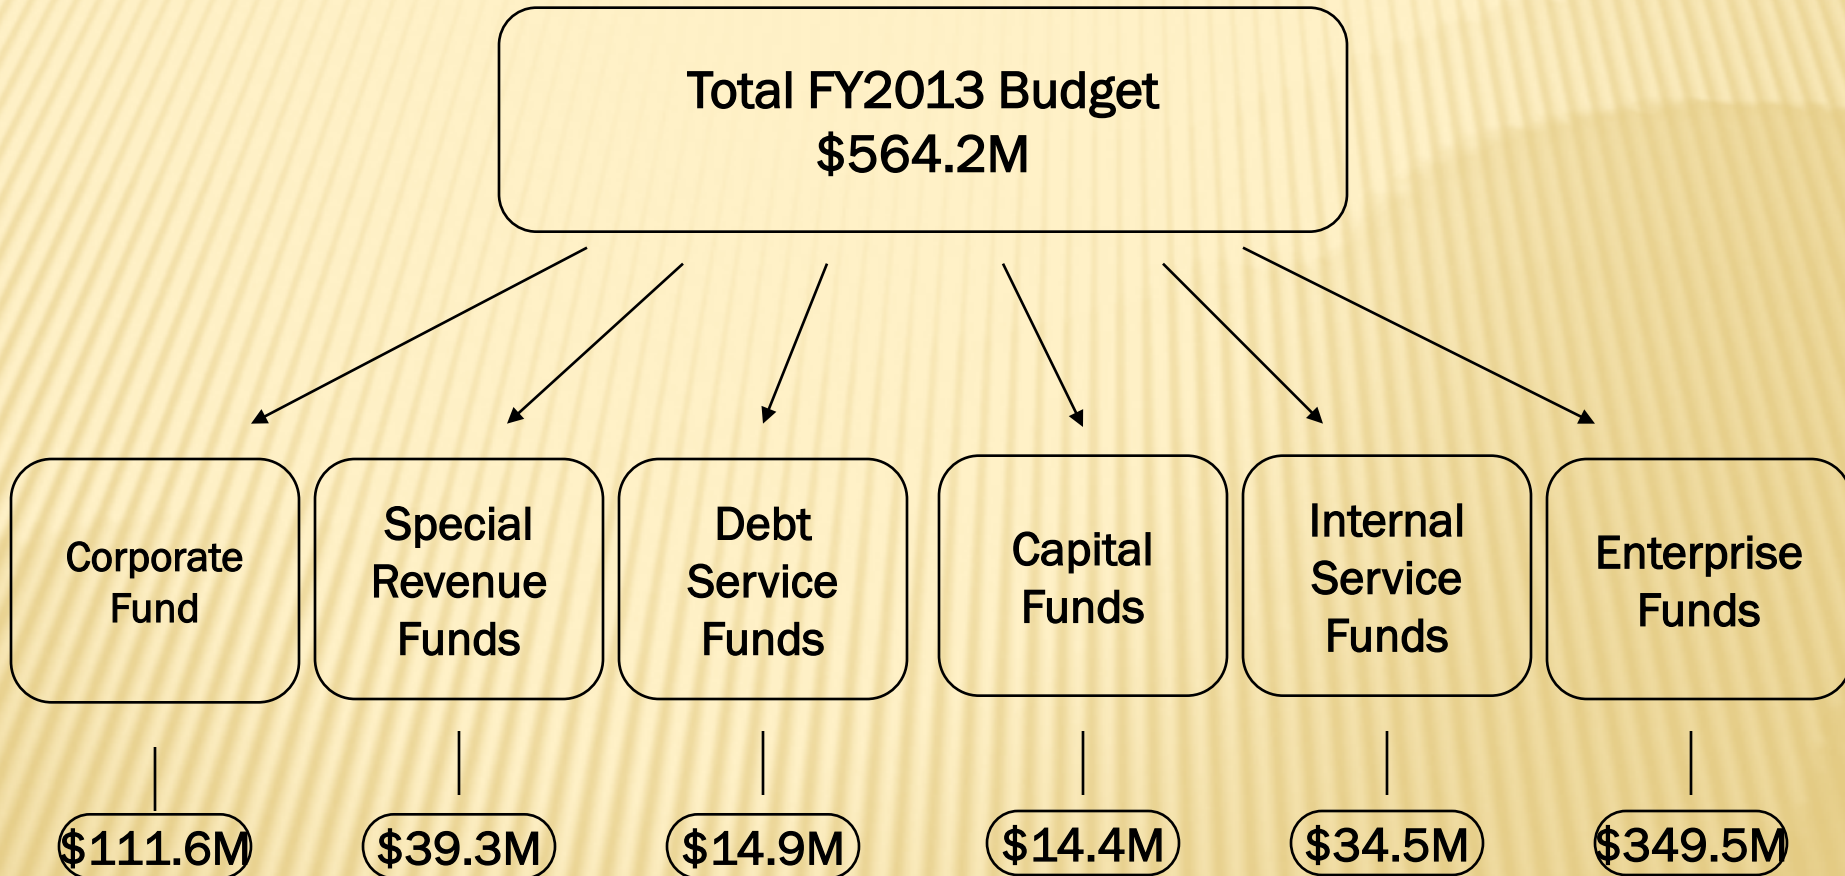 Total FY2013 Budget
$564.2M
Corporate
Fund
Special
Revenue
Funds
Debt
Service
Funds
Capital
Funds
Internal
Service
Funds
Enterprise
Funds
$111.6M
$39.3M
$14.9M
$14.4M
$34.5M
$349.5M